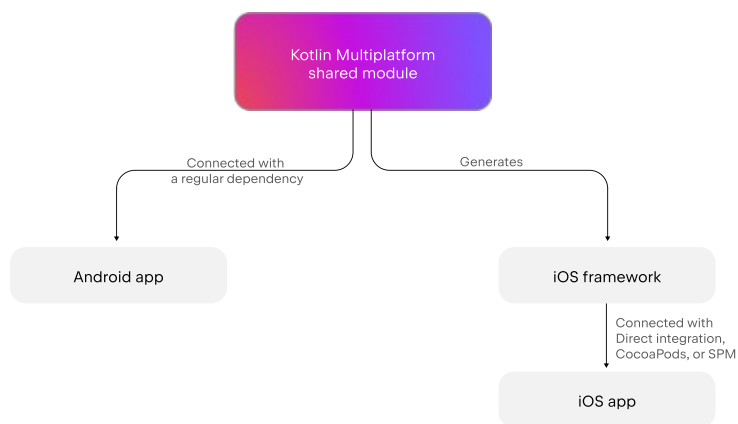 Kotlin Multiplatform
shared module
Connected with
a regular dependency
Generates
Android app
iOS framework
Connected with
Direct integration,
CocoaPods, or SPM
iOS app